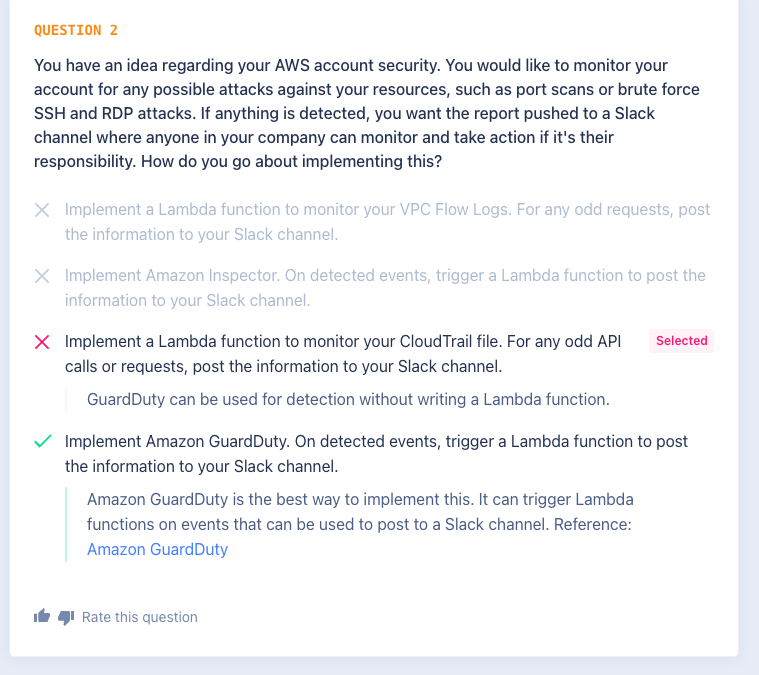 QUESTION 2
You have an idea regarding your AWS account security. You would like to monitor your
account for any possible attacks against your resources, such as port scans or brute force
SSH and RDP attacks. If anything is detected, you want the report pushed to a Slack
channel where anyone in your company can monitor and take action if it's their
responsibility. How do you go about implementing this?
Implement a Lambda function to monitor your VPC Flow Logs. For any odd requests, post
the information to your Slack channel.
Implement Amazon Inspector. On detected events, trigger a Lambda function to post the
information to your Slack channel.
Implement a Lambda function to monitor your CloudTrail file. For any odd API
calls or requests, post the information to your Slack channel.
Selected
GuardDuty can be used for detection without writing a Lambda function.
Implement Amazon GuardDuty. On detected events, trigger a Lambda function to post
the information to your Slack channel.
Amazon GuardDuty is the best way to implement this. It can trigger Lambda
functions on events that can be used to post to a Slack channel. Reference:
Amazon GuardDuty
Rate this question